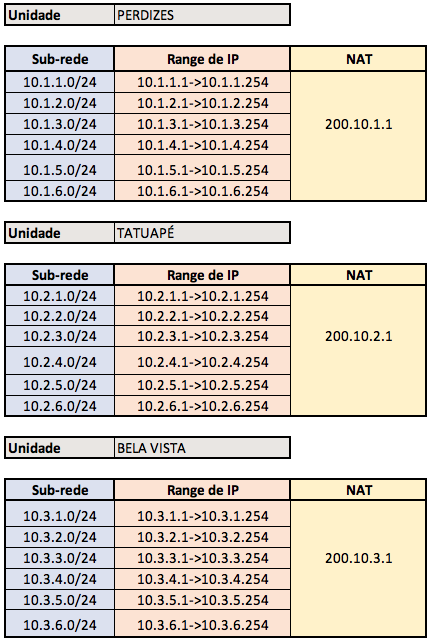 Unidade PERDIZES
Sub-rede Range de IP NAT
10.1.1.0/24 10.1.1.1->10.1.1.254
10.1.2.0/24 10.1.2.1->10.1.2.254
10.1.3.0/24 10.1.3.1->10.1.3.254 200.10.1.1
10.1.4.0/24 10.1.4.1->10.1.4.254
10.1.5.0/24 10.1.5.1->10.1.5.254
10.1.6.0/24 10.1.6.1->10.1.6.254
Unidade TATUAPÉ
Sub-rede Range de IP NAT
10.2.1.0/24 10.2.1.1->10.2.1.254
10.2.2.0/24 10.2.2.1->10.2.2.254
10.2.3.0/24 10.2.3.1->10.2.3.254 200.10.2.1
10.2.4.0/24 10.2.4.1->10.2.4.254
10.2.5.0/24 10.2.5.1->10.2.5.254
10.2.6.0/24 10.2.6.1->10.2.6.254
Unidade BELA VISTA
Sub-rede Range de IP NAT
10.3.1.0/24 10.3.1.1->10.3.1.254
10.3.2.0/24 10.3.2.1->10.3.2.254
10.3.3.0/24 10.3.3.1->10.3.3.254 200.10.3.1
10.3.4.0/24 10.3.4.1->10.3.4.254
10.3.5.0/24 10.3.5.1->10.3.5.254
10.3.6.0/24 10.3.6.1->10.3.6.254